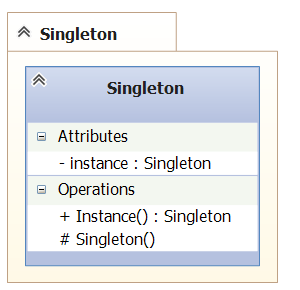 Singleton
Singleton
Attributes
- instance : Singleton
Operations
+ Instance() : Singleton
# Singleton()